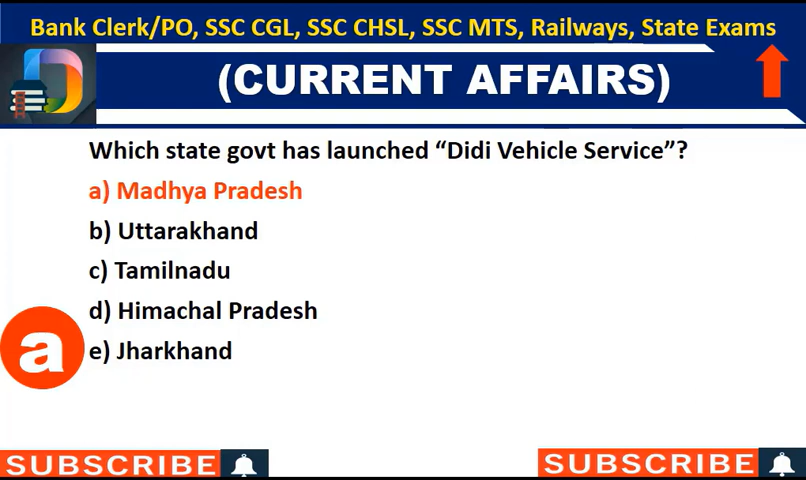 Bank Clerk/PO, SSC CGL, SSC CHSL, SSC MTS, Railways, State Exams
(CURRENT AFFAIRS)
Which state govt has launched “Didi Vehicle Service”?
a) Madhya Pradesh
b) Uttarakhand
c) Tamilnadu
d) Himachal Pradesh
e) Jharkhand
a
SUBSCRIBE
SUBSCRIBE